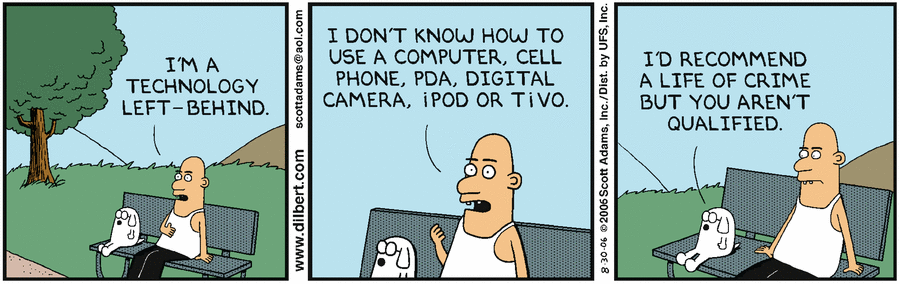 I'M A
TECHNOLOGY
LEFT-BEHIND.
www.dilbert.com scottadams@aol.com
I DON'T KNOW HOW TO
USE A COMPUTER, CELL
PHONE, PDA, DIGITAL
CAMERA, iPOD OR TiVO.
8-30-06 © 2006 Scott Adams, Inc./Dist. by UFS, Inc.
I'D RECOMMEND
A LIFE OF CRIME
BUT YOU AREN'T
QUALIFIED.